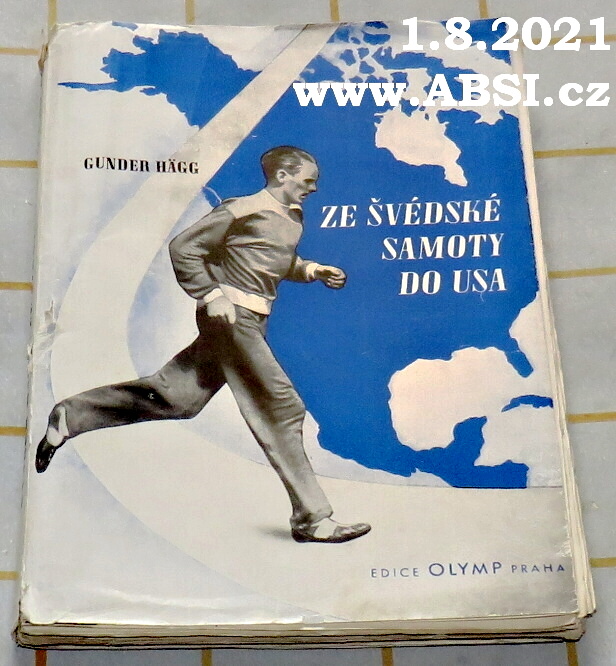 1.8.2021
www.ABSI.cz
GUNDER HÄGG
ZE ŠVÉDSKÉ
SAMOTY
DO USA
EDICE OLYMP PRAHA